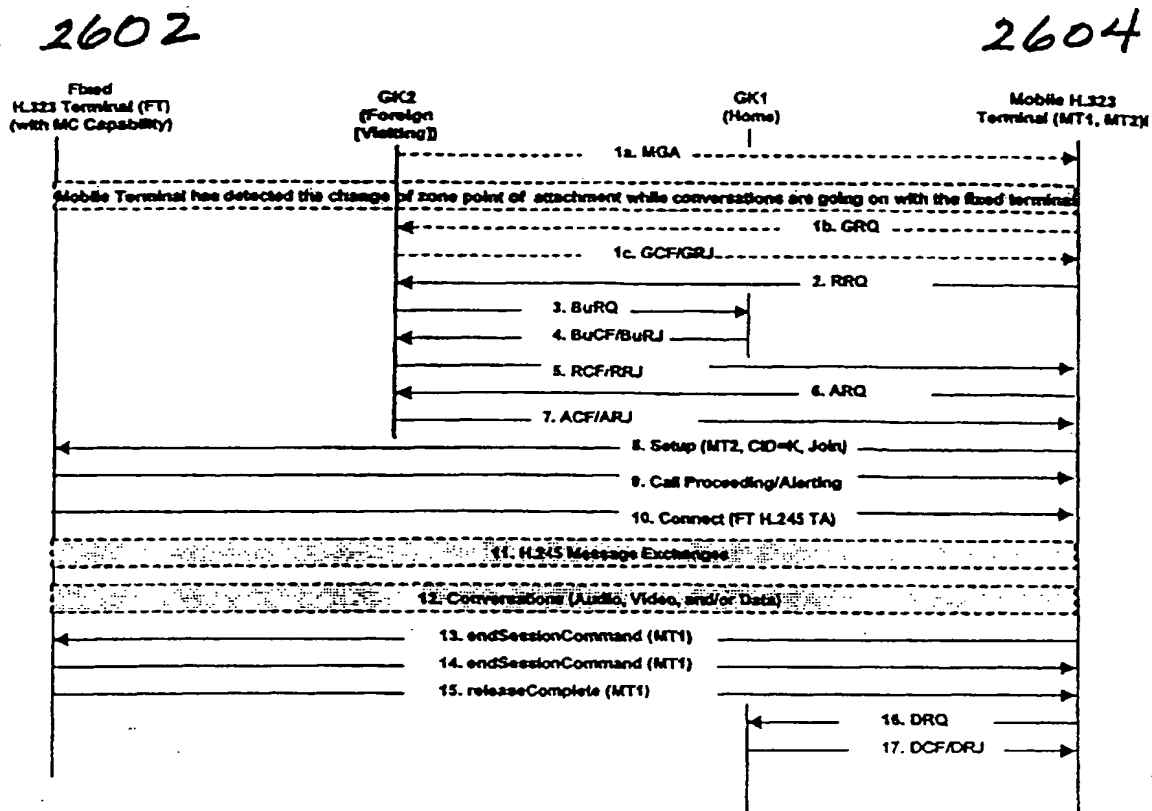 2602
2604
Fixed
H.323 Terminal (FT)
(with MC Capability)
GK2
(Foreign
[Visiting])
GK1
(Home)
Mobile H.323
Terminal (MT1, MT2)
1a. MGA
Mobile Terminal has detected the change of zone point of attachment while conversations are going on with the fixed terminal
1b. GRQ
1c. GCF/GRJ
2. RRQ
3. BuRQ
4. BuCF/BuRJ
5. RCF/RRJ
6. ARQ
7. ACF/ARJ
8. Setup (MT2, CID=K, Join)
9. Call Proceeding/Alerting
10. Connect (FT H.245 TA)
11. H.245 Message Exchanges
12. Conversations (Audio, Video, and/or Data)
13. endSessionCommand (MT1)
14. endSessionCommand (MT1)
15. releaseComplete (MT1)
16. DRQ
17. DCF/DRJ